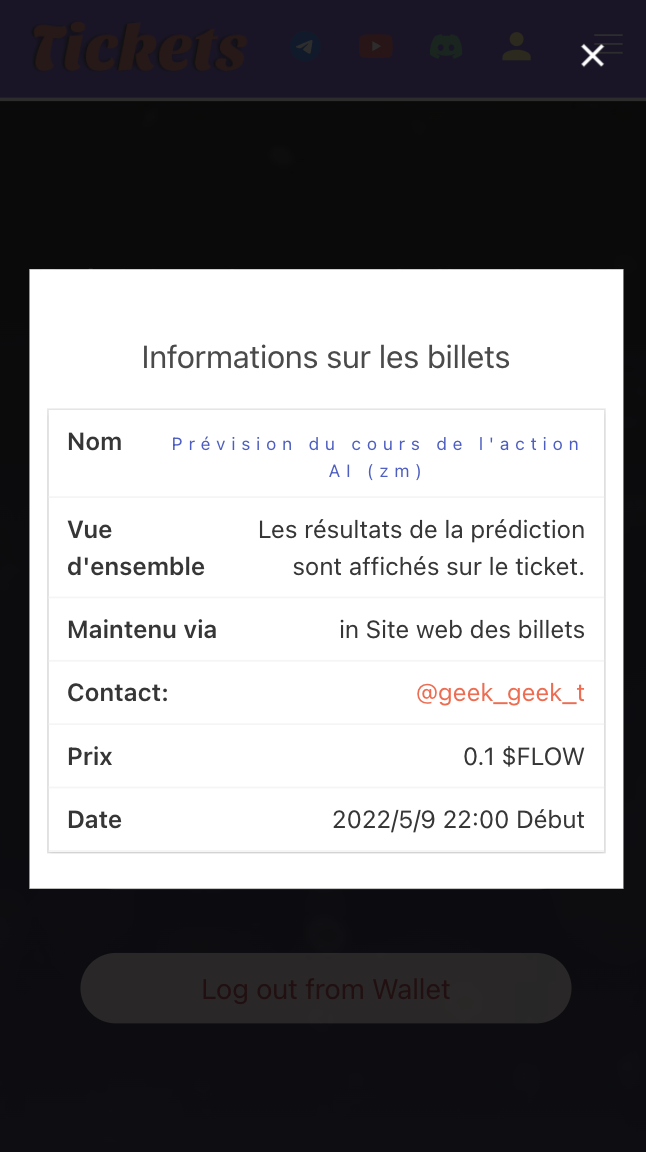 Tickets
Informations sur les billets
Nom
Prévision du cours de l'action
AI (zm)
Vue
d'ensemble
Les résultats de la prédiction
sont affichés sur le ticket.
Maintenu via
in Site web des billets
Contact:
@geek_geek_t
Prix
0.1 $FLOW
Date
2022/5/9 22:00 Début
Log out from Wallet